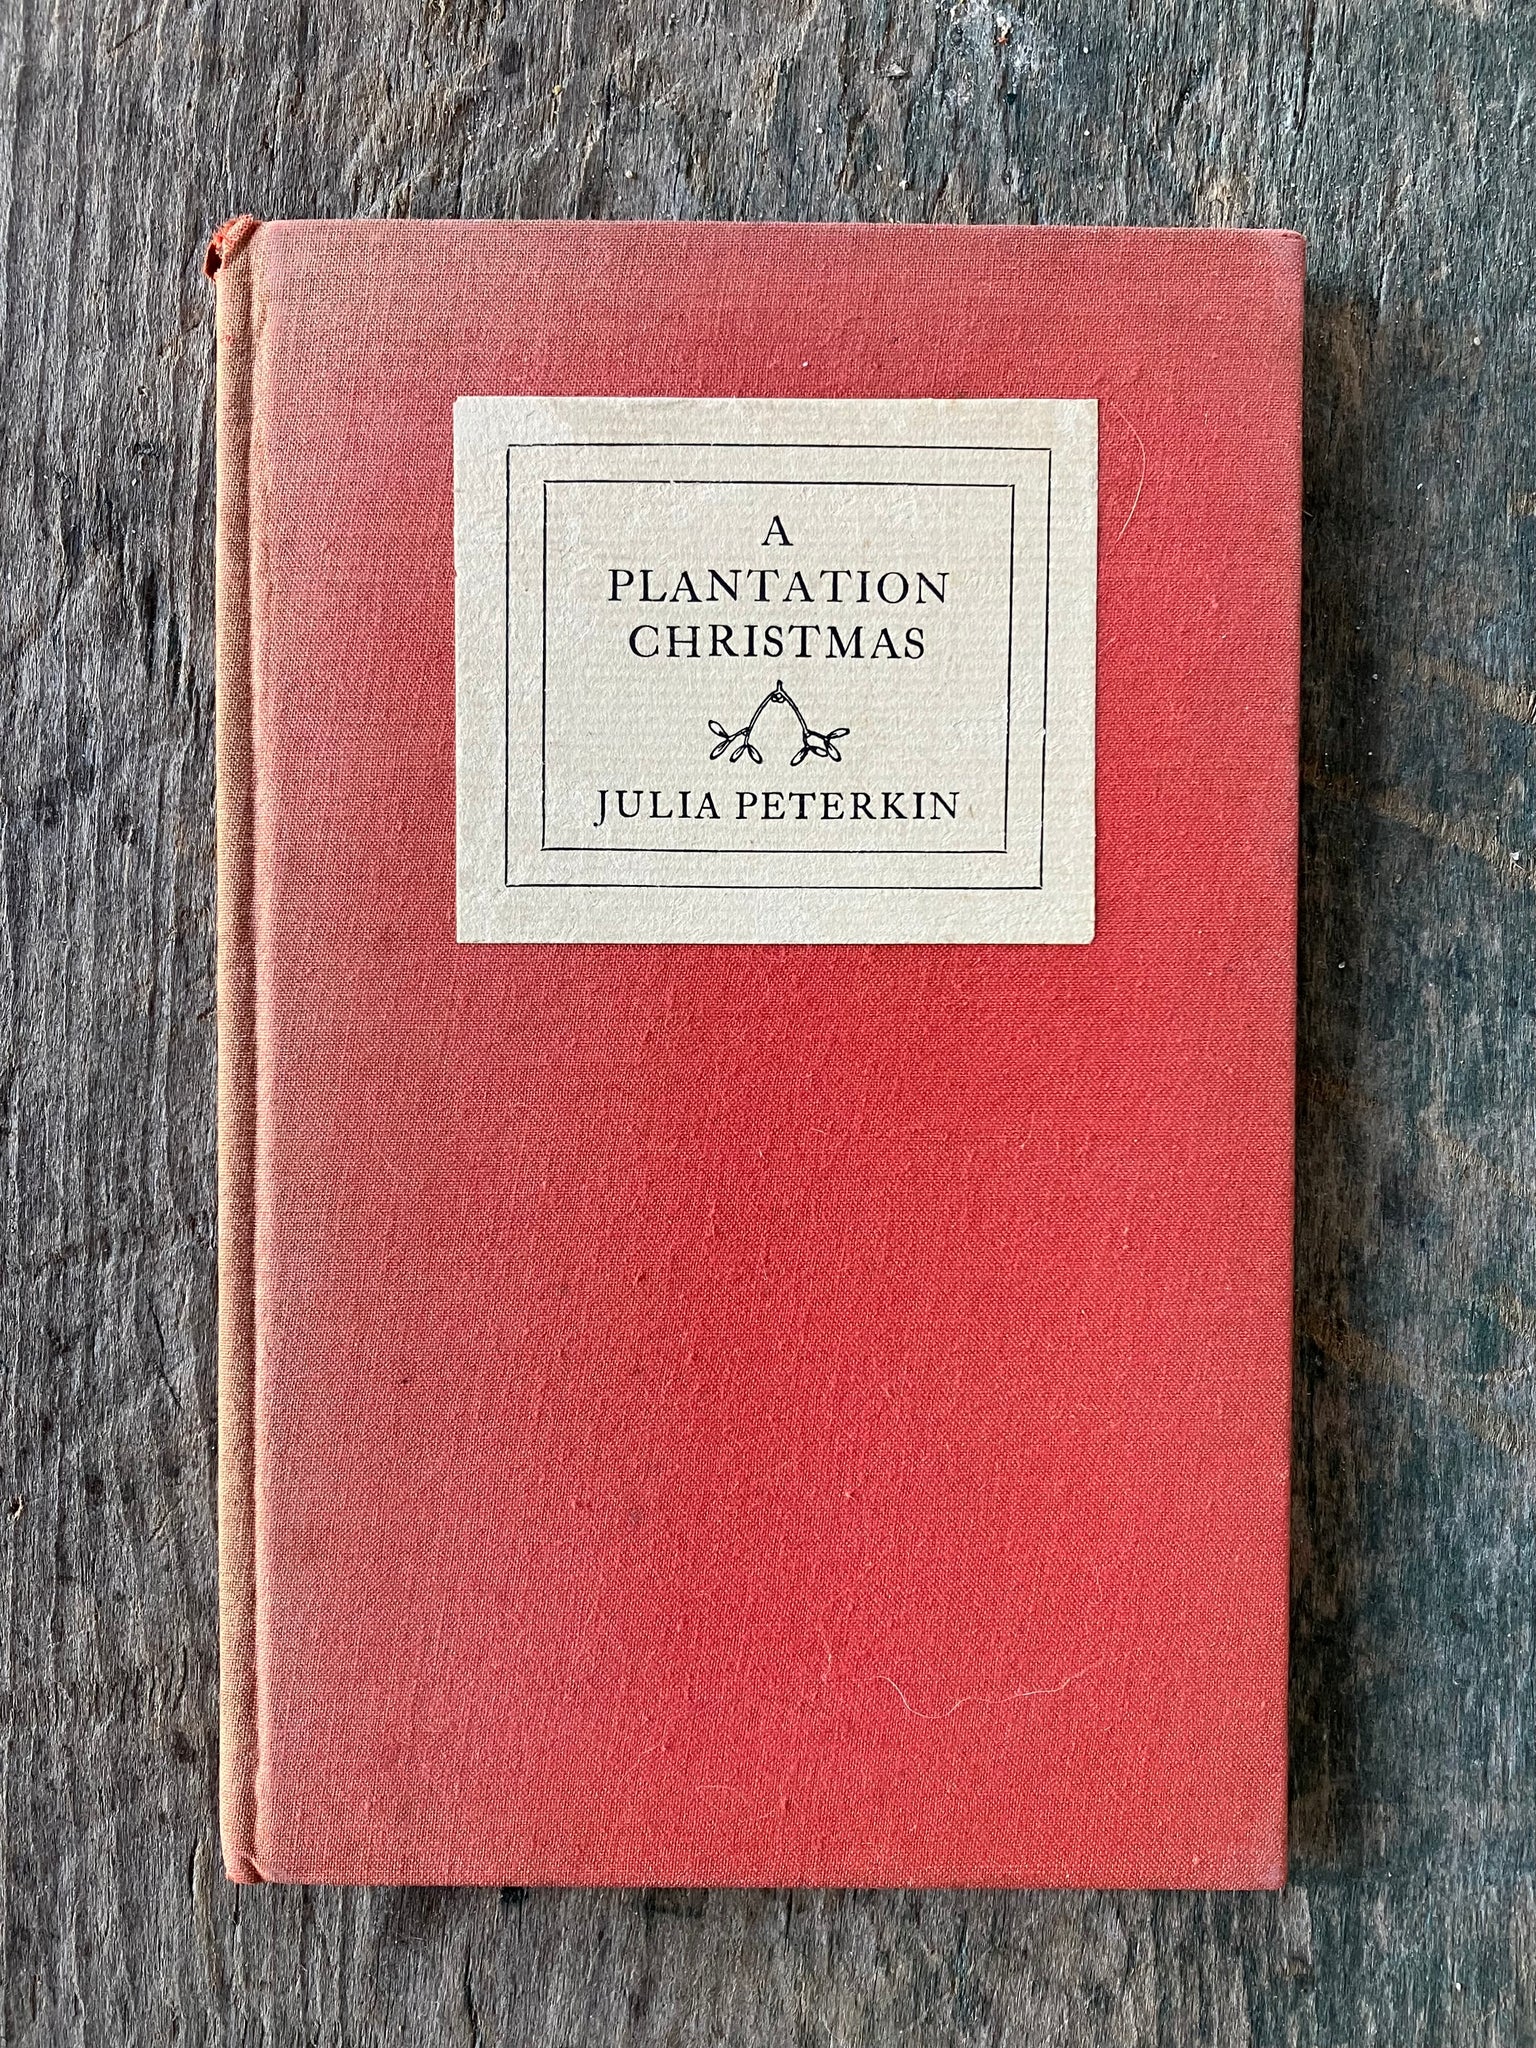 A
PLANTATION
CHRISTMAS
JULIA PETERKIN